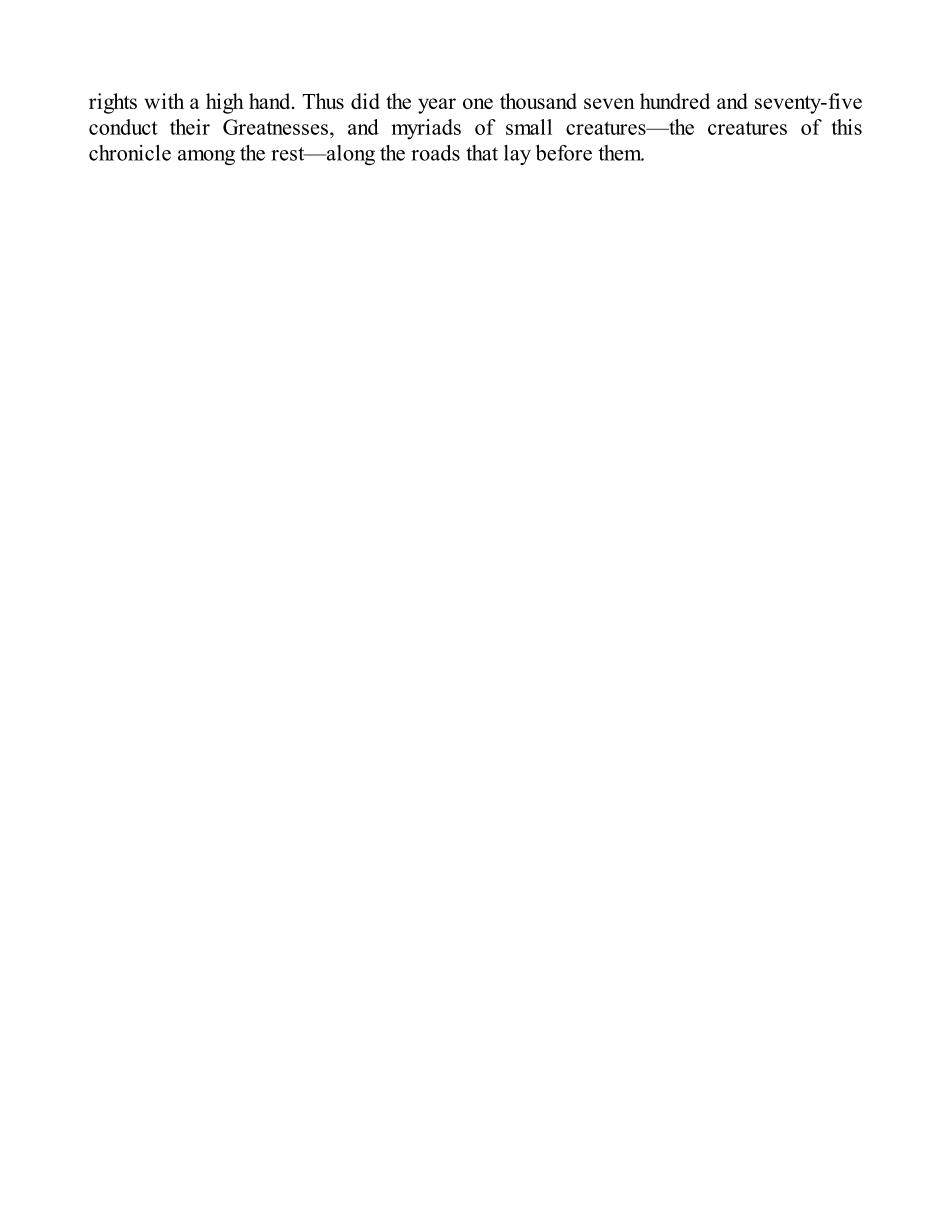 rights with a high hand. Thus did the year one thousand seven hundred and seventy-five
conduct their Greatnesses, and myriads of small creatures—the creatures of this
chronicle among the rest—along the roads that lay before them.